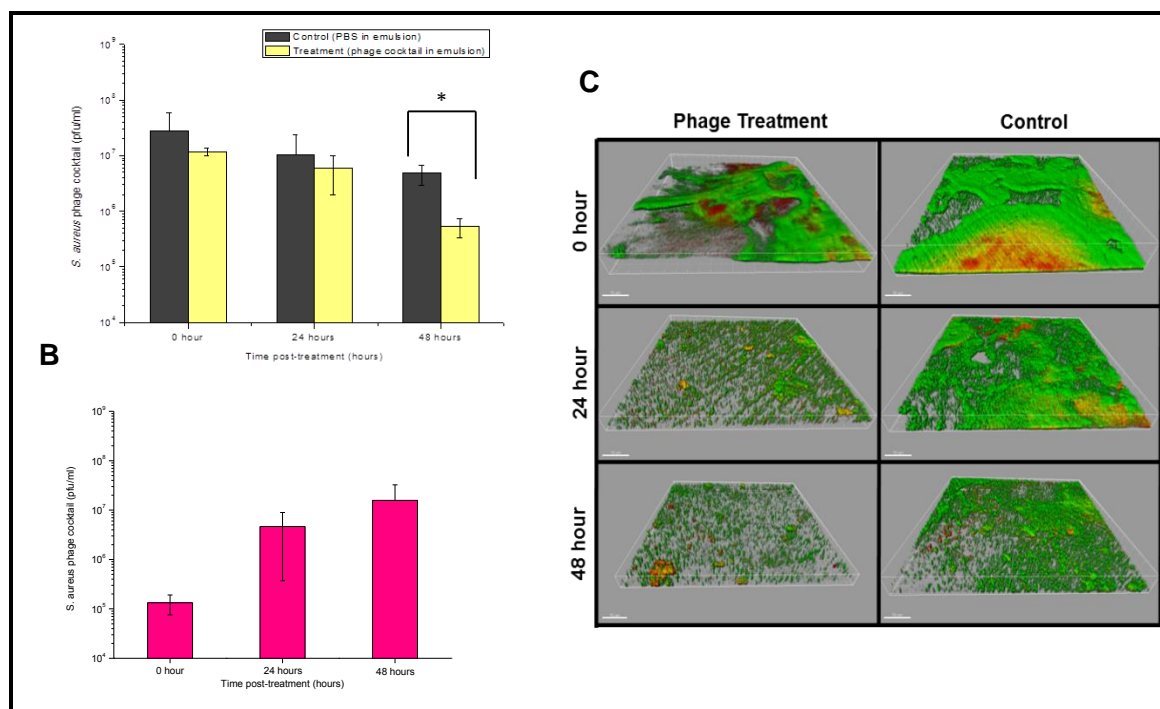 Control (PBS in emulsion)
Treatment (phage cocktail in emulsion)
*
S. aureus phage cocktail (pfu/ml)
10⁹
10⁸
10⁷
10⁶
10⁵
10⁴
0 hour 24 hours 48 hours
Time post-treatment (hours)
B
S. aureus phage cocktail (pfu/ml)
10⁹
10⁸
10⁷
10⁶
10⁵
10⁴
0 hour 24 hours 48 hours
Time post-treatment (hours)
C
Phage Treatment Control
0 hour
24 hour
48 hour